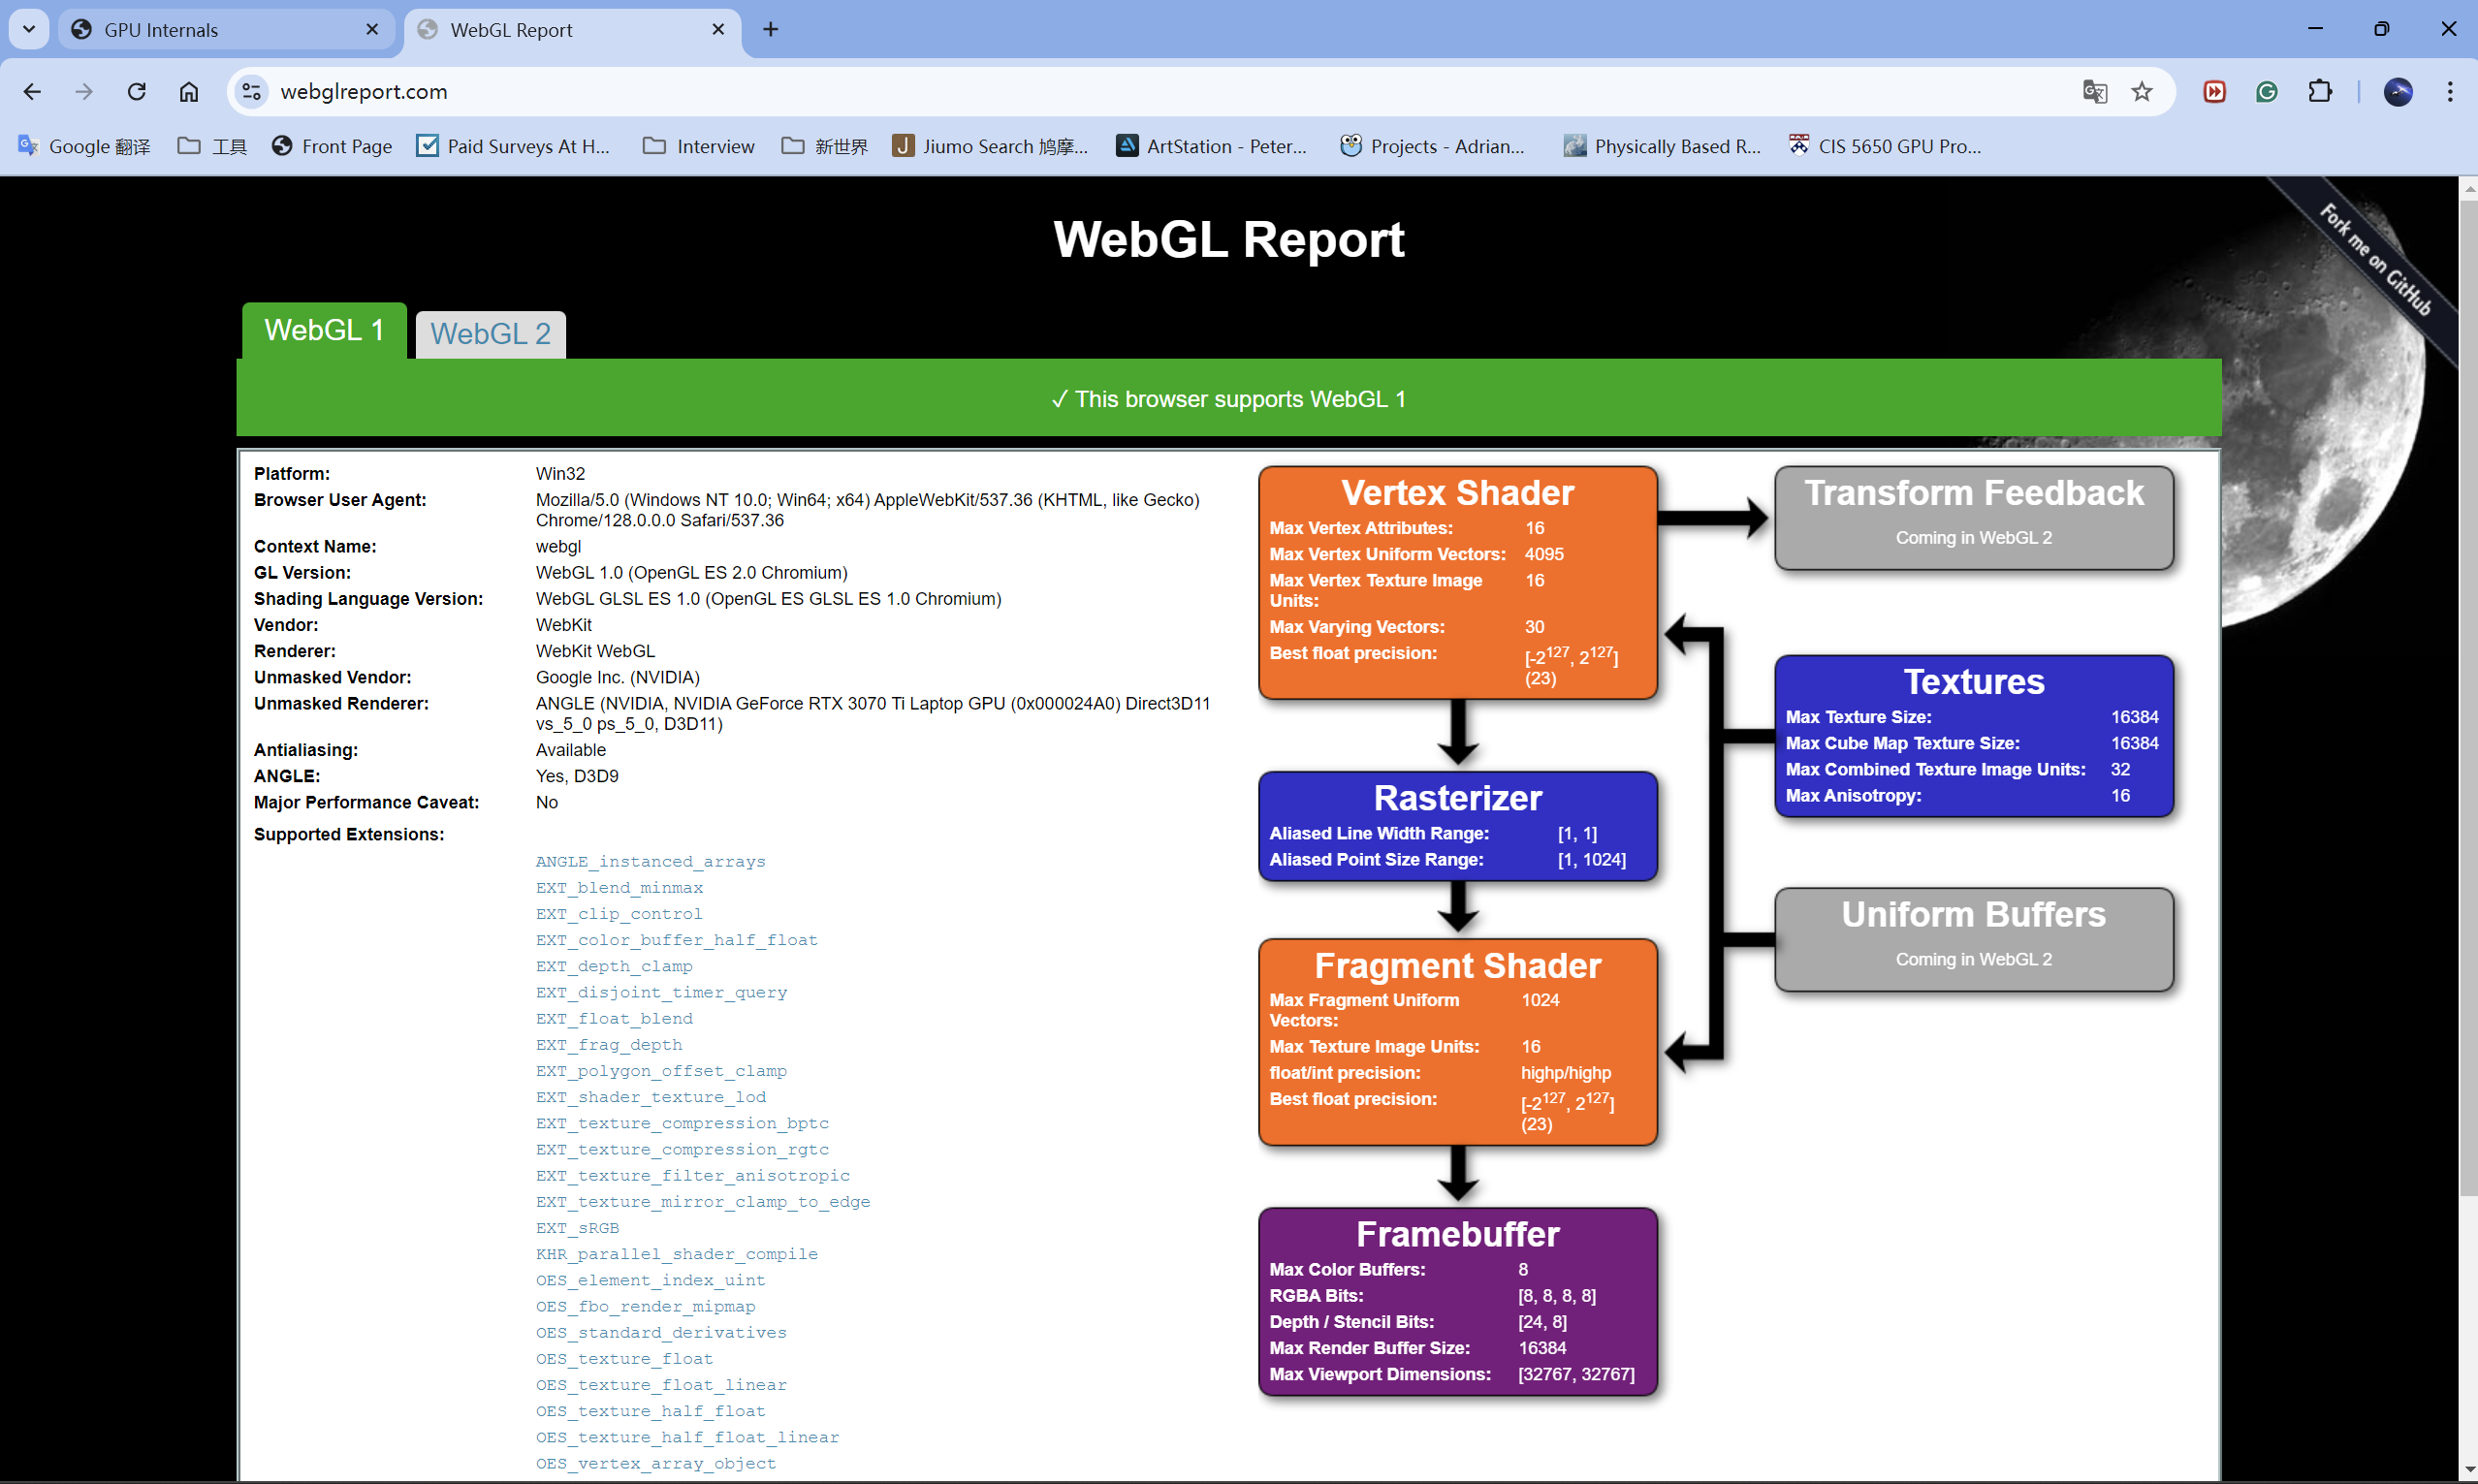 GPU Internals
WebGL Report
webglreport.com
Google 翻译
工具
Front Page
Paid Surveys At H...
Interview
新世界
Jiumo Search 鸠摩...
ArtStation - Peter...
Projects - Adrian...
Physically Based R...
CIS 5650 GPU Pro...
Fork me on GitHub
WebGL Report
WebGL 1
WebGL 2
✓ This browser supports WebGL 1
Platform: Win32
Browser User Agent: Mozilla/5.0 (Windows NT 10.0; Win64; x64) AppleWebKit/537.36 (KHTML, like Gecko)
Chrome/128.0.0.0 Safari/537.36
Context Name: webgl
GL Version: WebGL 1.0 (OpenGL ES 2.0 Chromium)
Shading Language Version: WebGL GLSL ES 1.0 (OpenGL ES GLSL ES 1.0 Chromium)
Vendor: WebKit
Renderer: WebKit WebGL
Unmasked Vendor: Google Inc. (NVIDIA)
Unmasked Renderer: ANGLE (NVIDIA, NVIDIA GeForce RTX 3070 Ti Laptop GPU (0x000024A0) Direct3D11
vs_5_0 ps_5_0, D3D11)
Antialiasing: Available
ANGLE: Yes, D3D9
Major Performance Caveat: No
Supported Extensions:
ANGLE_instanced_arrays
EXT_blend_minmax
EXT_clip_control
EXT_color_buffer_half_float
EXT_depth_clamp
EXT_disjoint_timer_query
EXT_float_blend
EXT_frag_depth
EXT_polygon_offset_clamp
EXT_shader_texture_lod
EXT_texture_compression_bptc
EXT_texture_compression_rgtc
EXT_texture_filter_anisotropic
EXT_texture_mirror_clamp_to_edge
EXT_sRGB
KHR_parallel_shader_compile
OES_element_index_uint
OES_fbo_render_mipmap
OES_standard_derivatives
OES_texture_float
OES_texture_float_linear
OES_texture_half_float
OES_texture_half_float_linear
OES_vertex_array_object
Vertex Shader
Max Vertex Attributes: 16
Max Vertex Uniform Vectors: 4095
Max Vertex Texture Image 16
Units:
Max Varying Vectors: 30
Best float precision: [-2^127, 2^127]
(23)
Rasterizer
Aliased Line Width Range: [1, 1]
Aliased Point Size Range: [1, 1024]
Fragment Shader
Max Fragment Uniform 1024
Vectors:
Max Texture Image Units: 16
float/int precision: highp/highp
Best float precision: [-2^127, 2^127]
(23)
Framebuffer
Max Color Buffers: 8
RGBA Bits: [8, 8, 8, 8]
Depth / Stencil Bits: [24, 8]
Max Render Buffer Size: 16384
Max Viewport Dimensions: [32767, 32767]
Transform Feedback
Coming in WebGL 2
Textures
Max Texture Size: 16384
Max Cube Map Texture Size: 16384
Max Combined Texture Image Units: 32
Max Anisotropy: 16
Uniform Buffers
Coming in WebGL 2